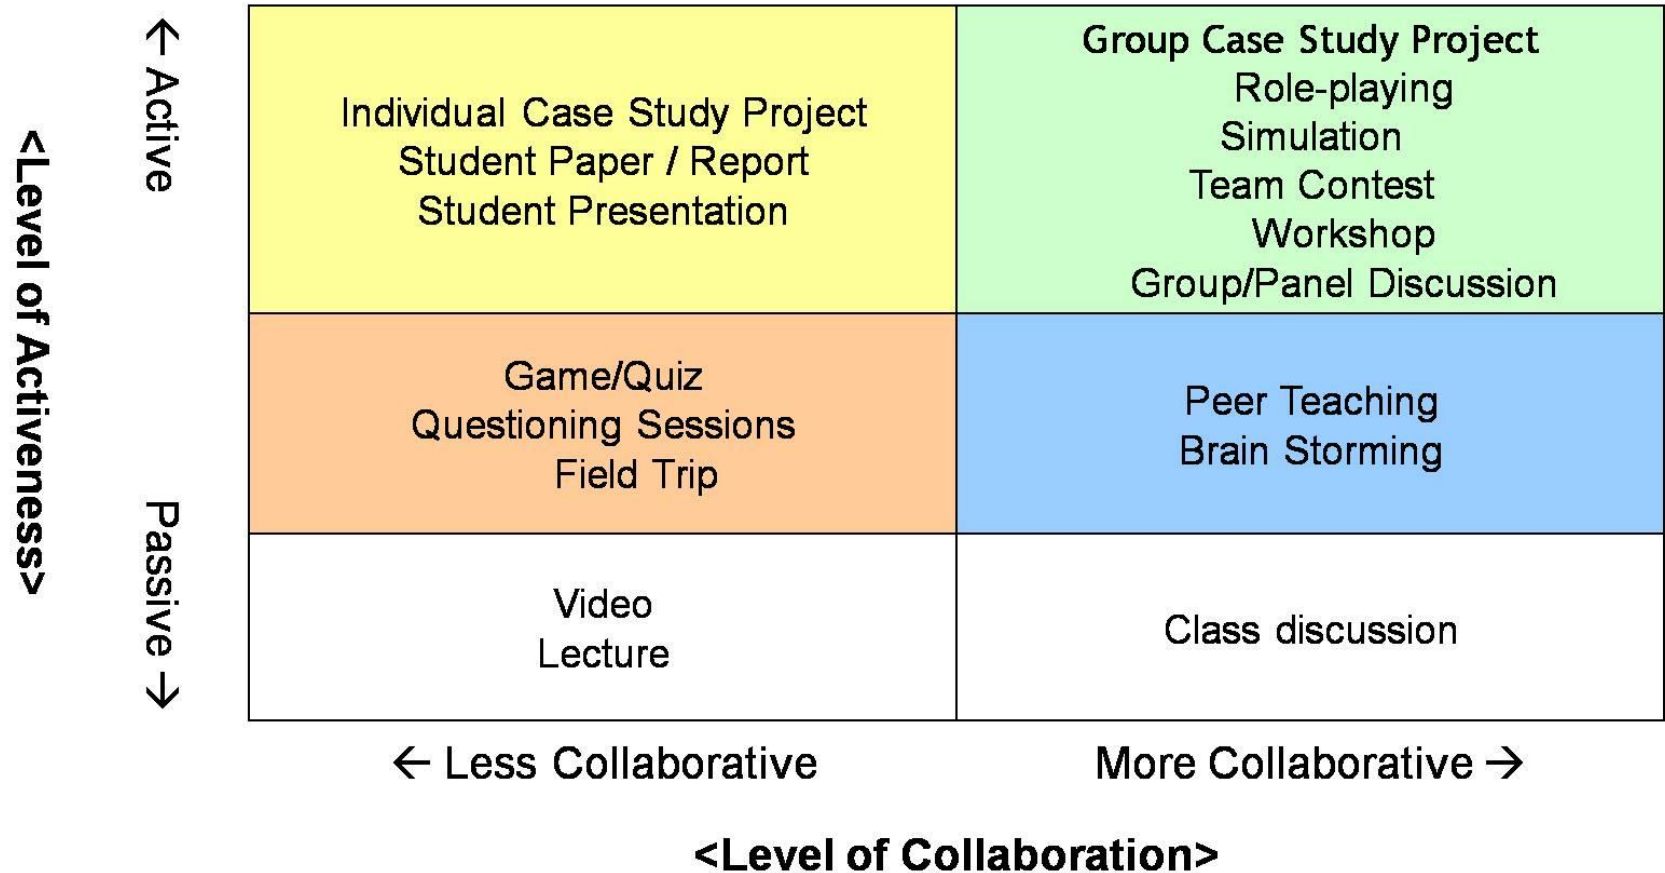 <Level of Activeness>
← Active
Passive →
Individual Case Study Project
Student Paper / Report
Student Presentation
Group Case Study Project
Role-playing
Simulation
Team Contest
Workshop
Group/Panel Discussion
Game/Quiz
Questioning Sessions
Field Trip
Peer Teaching
Brain Storming
Video
Lecture
Class discussion
← Less Collaborative
More Collaborative →
<Level of Collaboration>